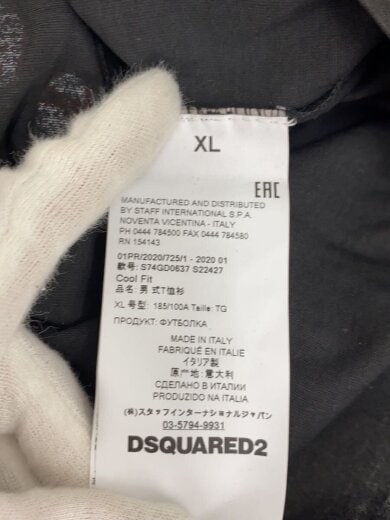 XL
EAC
MANUFACTURED AND DISTRIBUTED
BY STAFF INTERNATIONAL S.P.A.
NOVENTA VICENTINA - ITALY
PH 0444 784500 FAX 0444 784580
RN 154143
01PR/2020/725/1 - 2020 01
款号: S74GD0637 S22427
Cool Fit
品名: 男 式T恤衫
XL 号型: 185/100A Taille: TG
ПРОДУКТ: ФУТБОЛКА
MADE IN ITALY
FABRIQUÉ EN ITALIE
イタリア製
原产地: 意大利
СДЕЛАНО В ИТАЛИИ
PRODUZIDO NA ITALIA
(株)スタッフインターナショナルジャパン
03-5794-9931
DSQUARED2